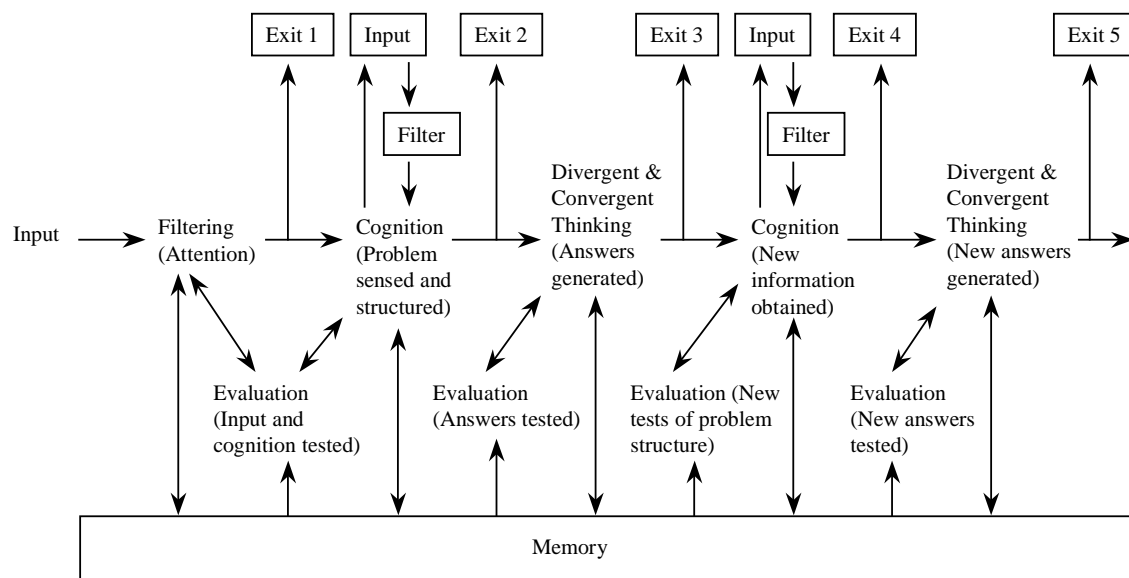 Exit 1
Input
Exit 2
Exit 3
Input
Exit 4
Exit 5
Filter
Filter
Input
Filtering
(Attention)
Cognition
(Problem
sensed and
structured)
Divergent &
Convergent
Thinking
(Answers
generated)
Cognition
(New
information
obtained)
Divergent &
Convergent
Thinking
(New answers
generated)
Evaluation
(Input and
cognition tested)
Evaluation
(Answers tested)
Evaluation (New
tests of problem
structure)
Evaluation
(New answers
tested)
Memory